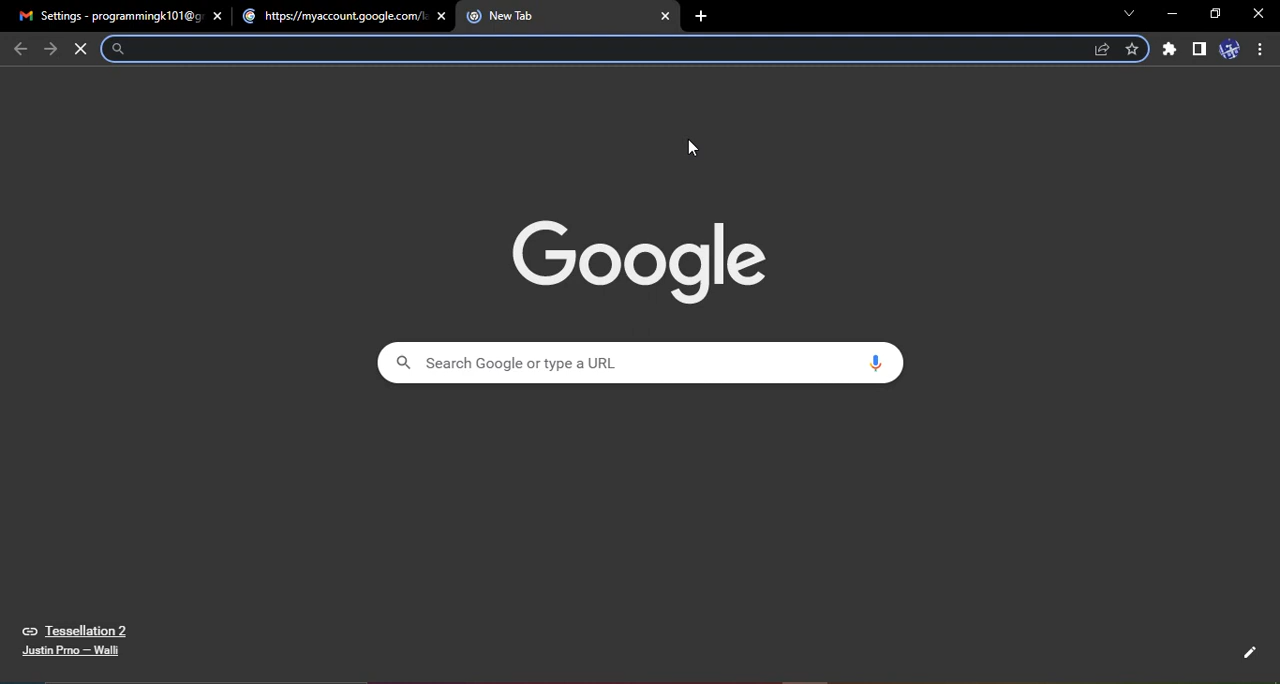 Settings - programmingk101@g
https://myaccount.google.com/
New Tab
Google
Search Google or type a URL
Tessellation 2
Justin Prno — Walli